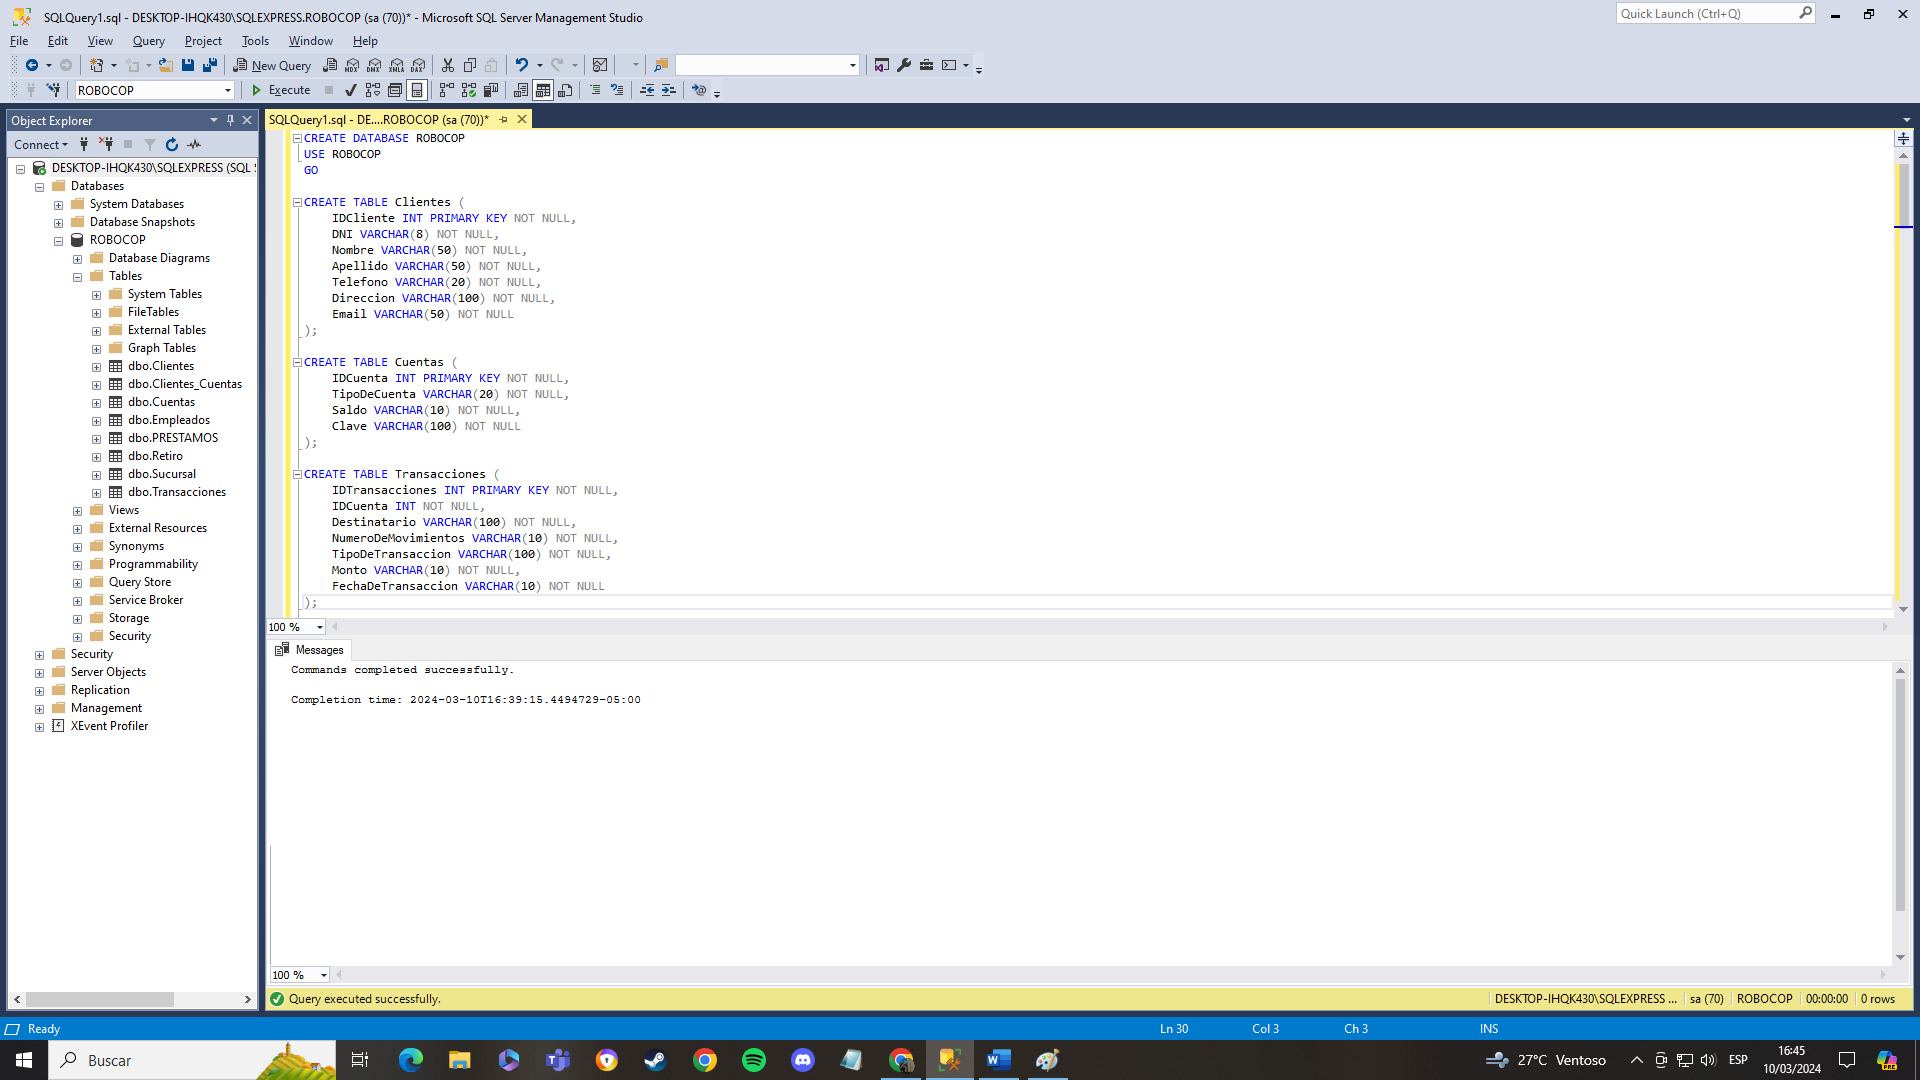 SQLQuery1.sql - DESKTOP-IHQK430\SQLEXPRESS.ROBOCOP (sa (70))* - Microsoft SQL Server Management Studio
Quick Launch (Ctrl+Q)
File Edit View Query Project Tools Window Help
New Query MDX DMX XMLA DAX
ROBOCOP Execute
Object Explorer
Connect
DESKTOP-IHQK430\SQLEXPRESS (SQL S
Databases
System Databases
Database Snapshots
ROBOCOP
Database Diagrams
Tables
System Tables
FileTables
External Tables
Graph Tables
dbo.Clientes
dbo.Clientes_Cuentas
dbo.Cuentas
dbo.Empleados
dbo.PRESTAMOS
dbo.Retiro
dbo.Sucursal
dbo.Transacciones
Views
External Resources
Synonyms
Programmability
Query Store
Service Broker
Storage
Security
Security
Server Objects
Replication
Management
XEvent Profiler
SQLQuery1.sql - DE....ROBOCOP (sa (70))*
CREATE DATABASE ROBOCOP
USE ROBOCOP
GO
CREATE TABLE Clientes (
IDCliente INT PRIMARY KEY NOT NULL,
DNI VARCHAR(8) NOT NULL,
Nombre VARCHAR(50) NOT NULL,
Apellido VARCHAR(50) NOT NULL,
Telefono VARCHAR(20) NOT NULL,
Direccion VARCHAR(100) NOT NULL,
Email VARCHAR(50) NOT NULL
);
CREATE TABLE Cuentas (
IDCuenta INT PRIMARY KEY NOT NULL,
TipoDeCuenta VARCHAR(20) NOT NULL,
Saldo VARCHAR(10) NOT NULL,
Clave VARCHAR(100) NOT NULL
);
CREATE TABLE Transacciones (
IDTransacciones INT PRIMARY KEY NOT NULL,
IDCuenta INT NOT NULL,
Destinatario VARCHAR(100) NOT NULL,
NumeroDeMovimientos VARCHAR(10) NOT NULL,
TipoDeTransaccion VARCHAR(100) NOT NULL,
Monto VARCHAR(10) NOT NULL,
FechaDeTransaccion VARCHAR(10) NOT NULL
);
100 %
Messages
Commands completed successfully.
Completion time: 2024-03-10T16:39:15.4494729-05:00
100 %
Query executed successfully.
DESKTOP-IHQK430\SQLEXPRESS ... sa (70) ROBOCOP 00:00:00 0 rows
Ready Ln 30 Col 3 Ch 3 INS
Buscar
27°C Ventoso
ESP
16:45
10/03/2024
PRE